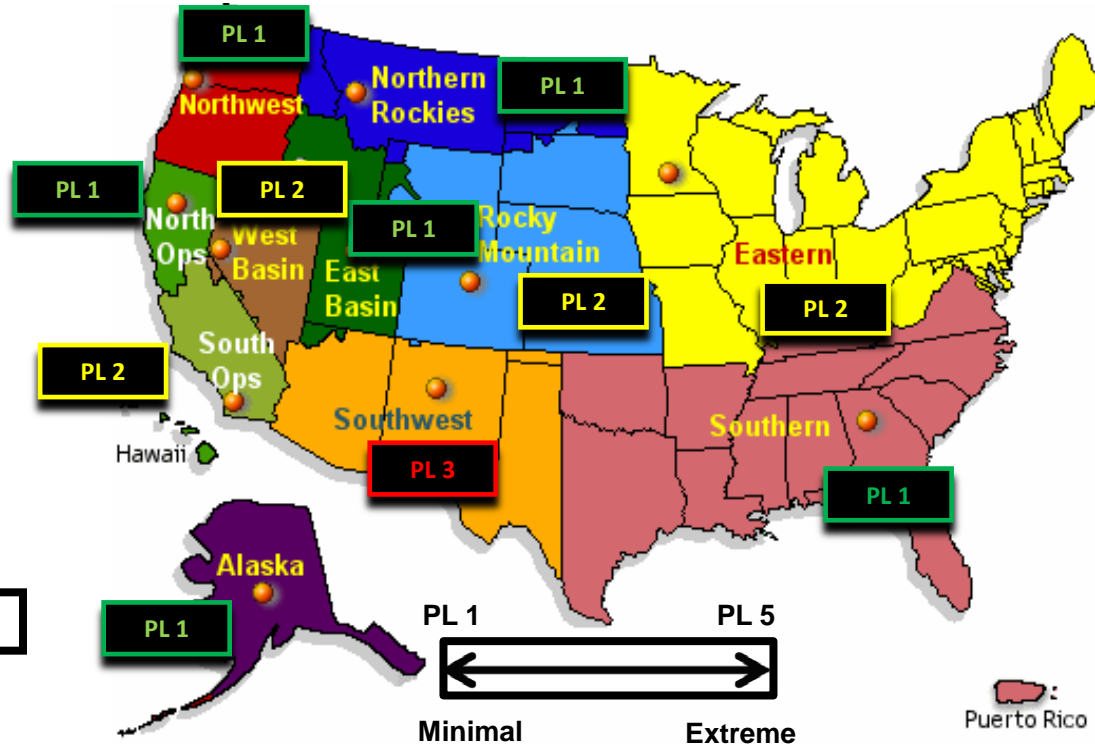 PL 1
Northern
Rockies
PL 1
Northwest
PL 1
PL 2
North
Ops
West
Basin
PL 1
Rocky
Mountain
East
Basin
PL 2
Eastern
PL 2
South
Ops
PL 2
Southwest
Southern
Hawaii
PL 3
PL 1
Alaska
PL 1
PL 1
PL 5
Minimal
Extreme
Puerto Rico